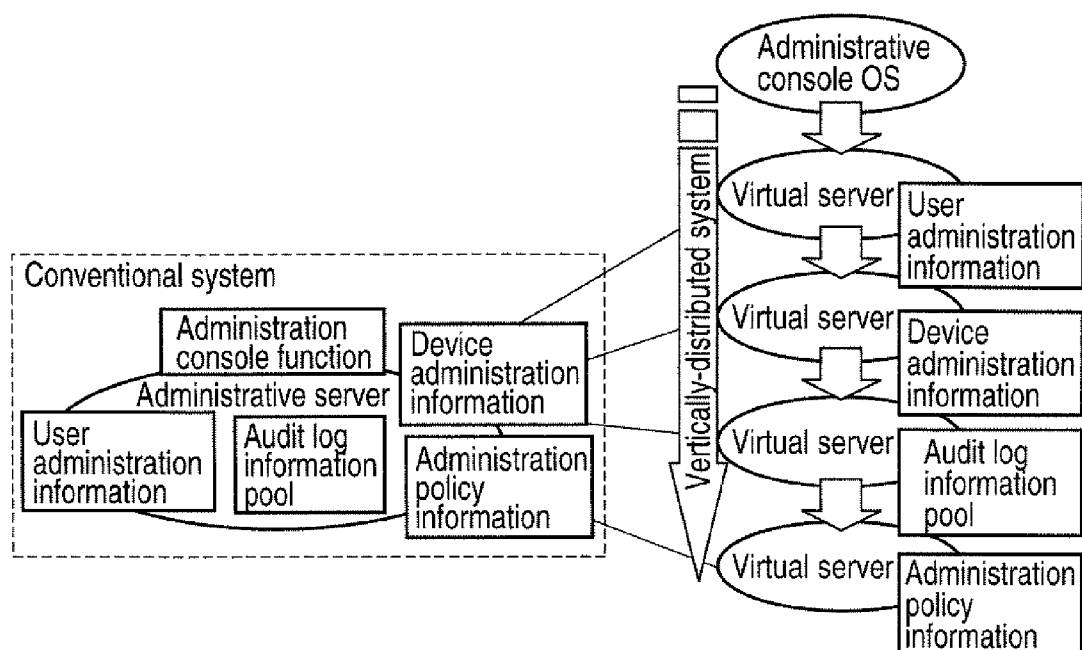 Administrative
console OS
Virtual server
User
administration
information
Virtual server
Device
administration
information
Virtual server
Audit log
information
pool
Virtual server
Administration
policy
information
Vertically-distributed system
Conventional system
Administration
console function
Device
administration
information
Administrative server
User
administration
information
Audit log
information
pool
Administration
policy
information